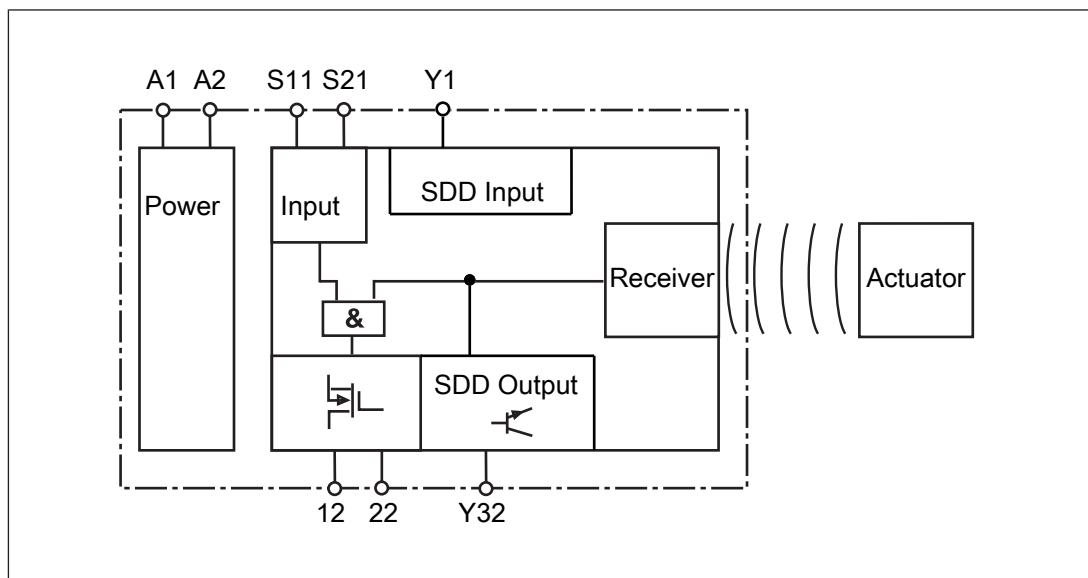 A1 A2 S11 S21 Y1
Power
Input
SDD Input
Receiver
Actuator
&
SDD Output
12 22 Y32